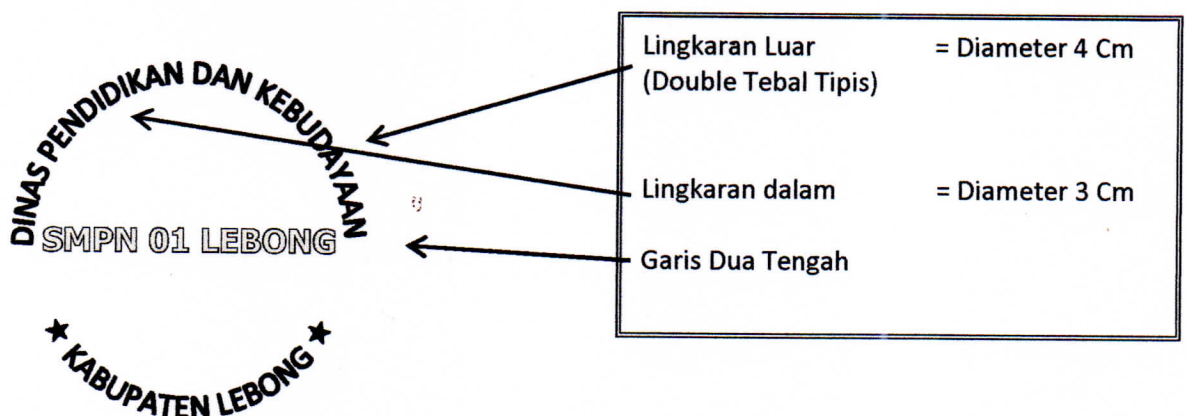 DINAS PENDIDIKAN DAN KEBUDAYAAN
SMPN 01 LEBONG
★ KABUPATEN LEBONG ★
Lingkaran Luar = Diameter 4 Cm
(Double Tebal Tipis)
Lingkaran dalam = Diameter 3 Cm
Garis Dua Tengah